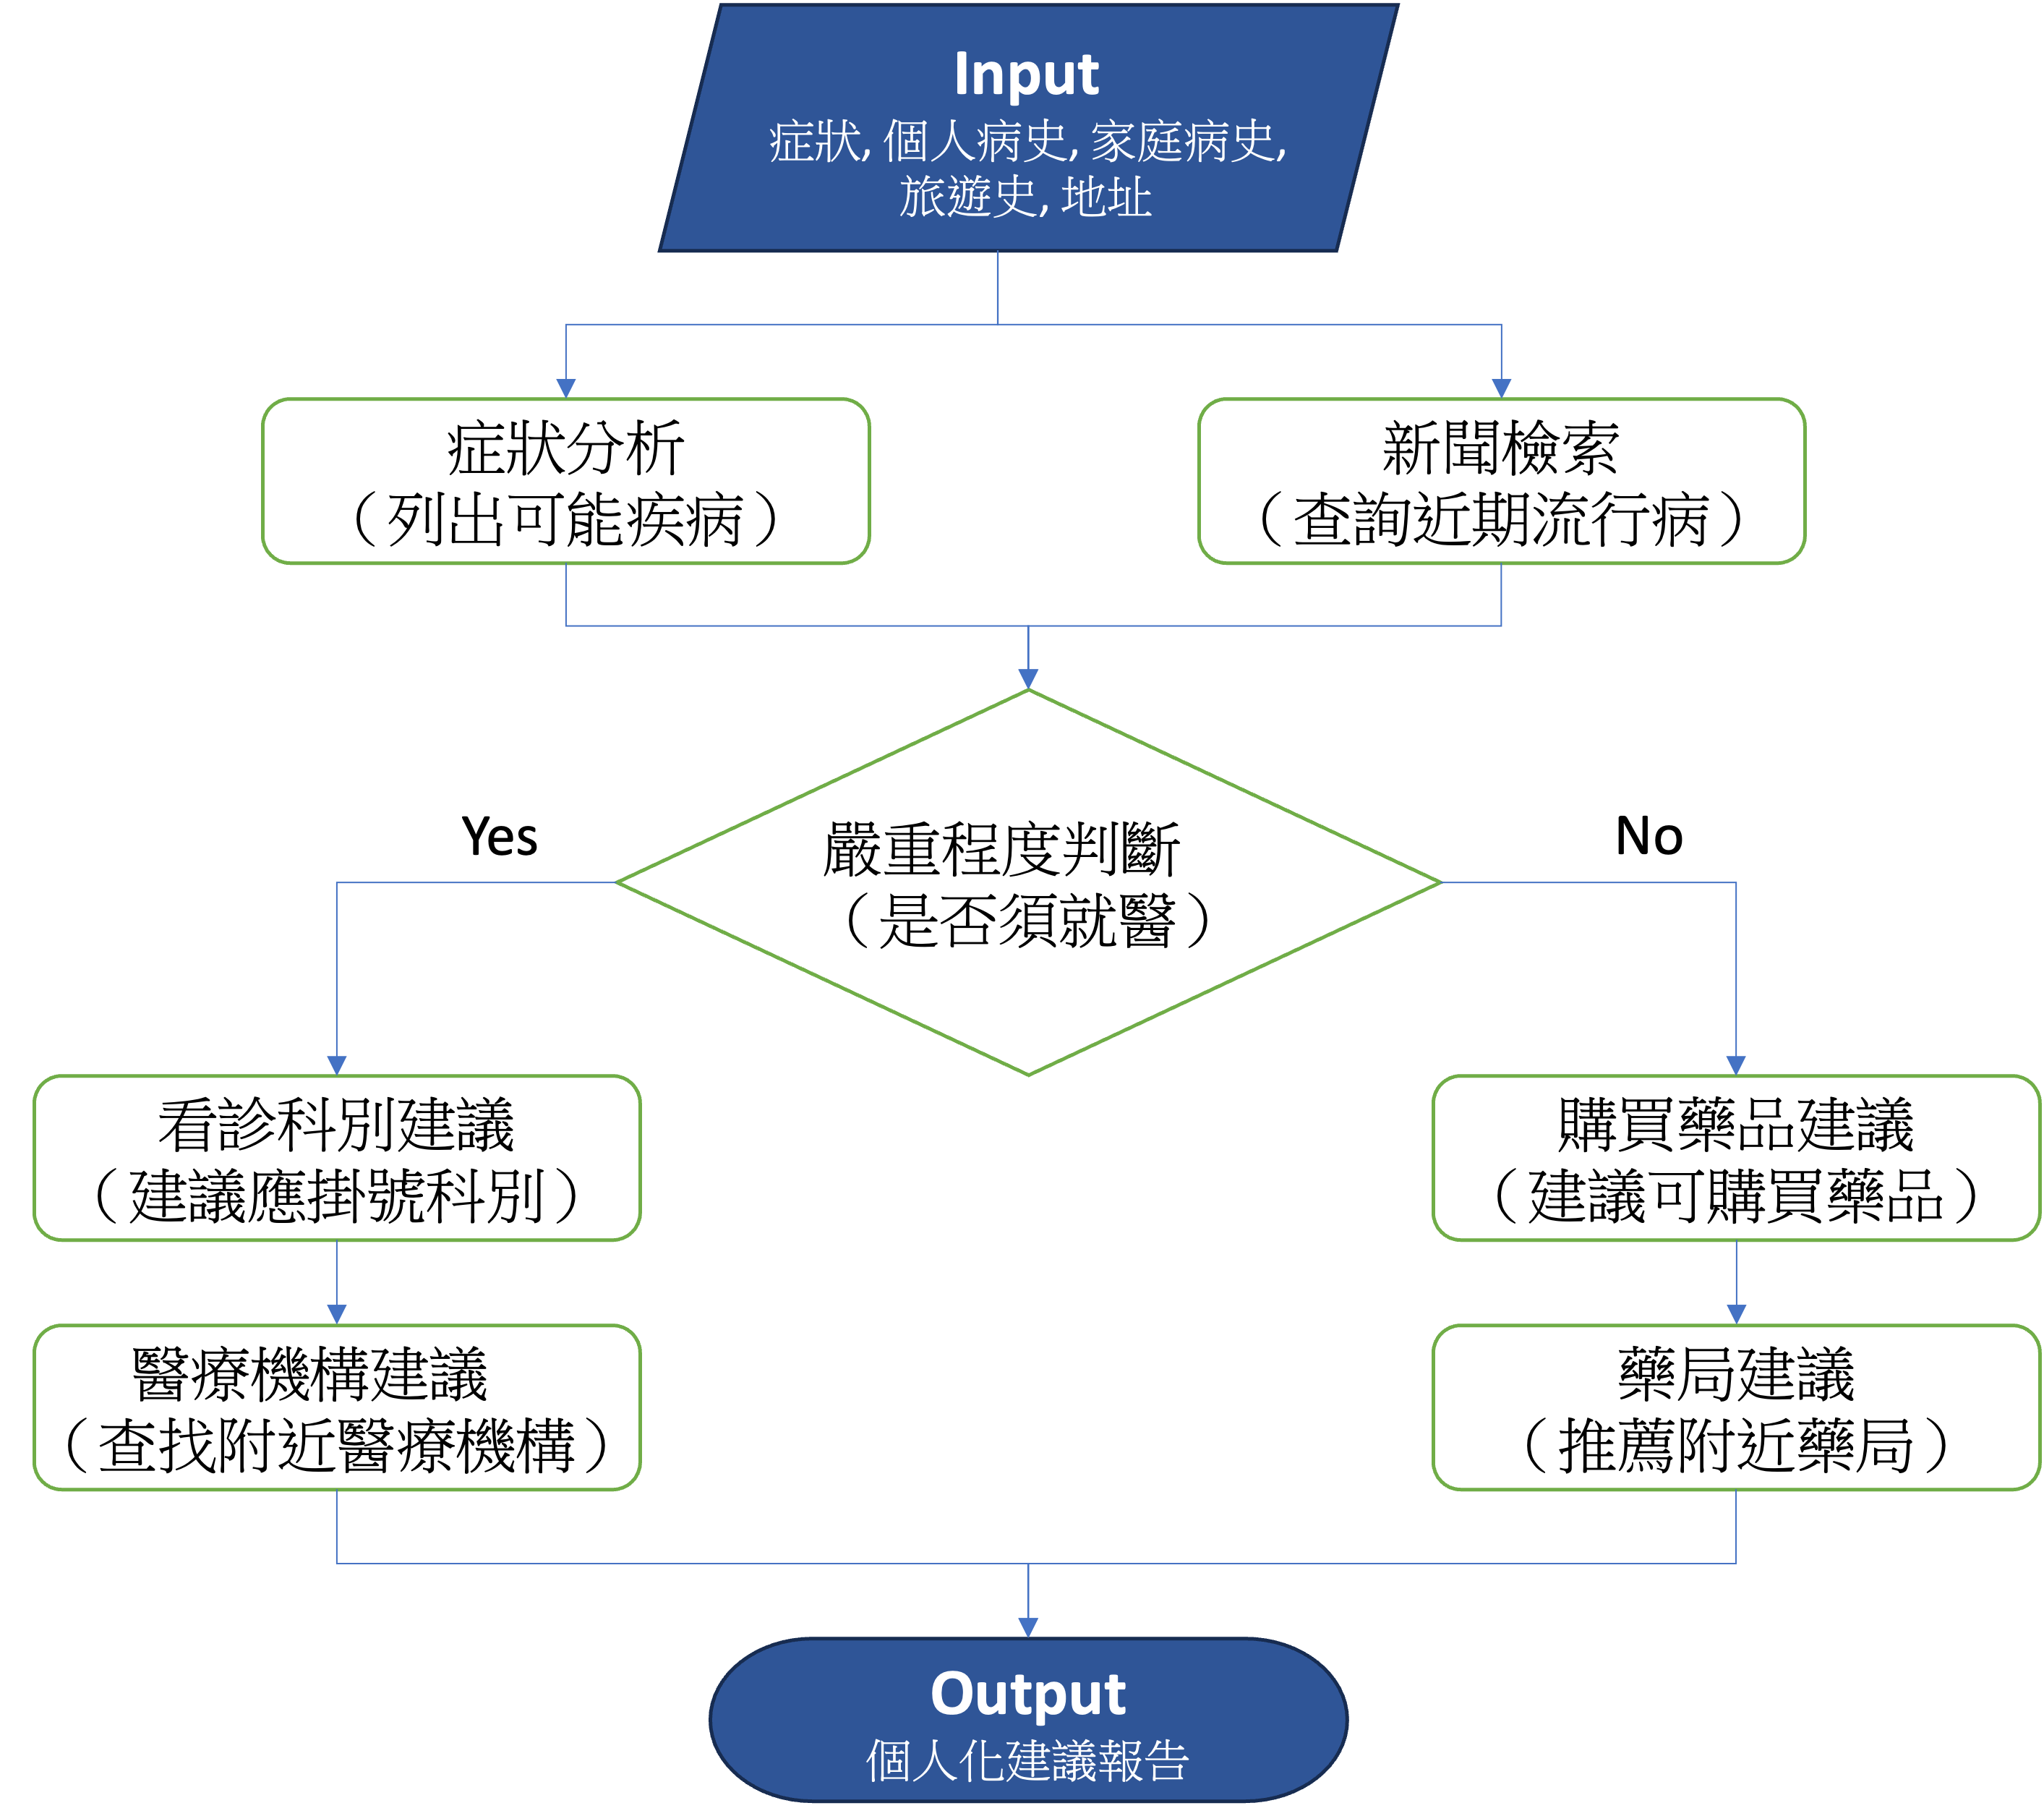 Input
症狀, 個人病史, 家庭病史,
旅遊史, 地址
症狀分析
（列出可能疾病）
新聞檢索
（查詢近期流行病）
Yes
嚴重程度判斷
（是否須就醫）
No
看診科別建議
（建議應掛號科別）
購買藥品建議
（建議可購買藥品）
醫療機構建議
（查找附近醫療機構）
藥局建議
（推薦附近藥局）
Output
個人化建議報告